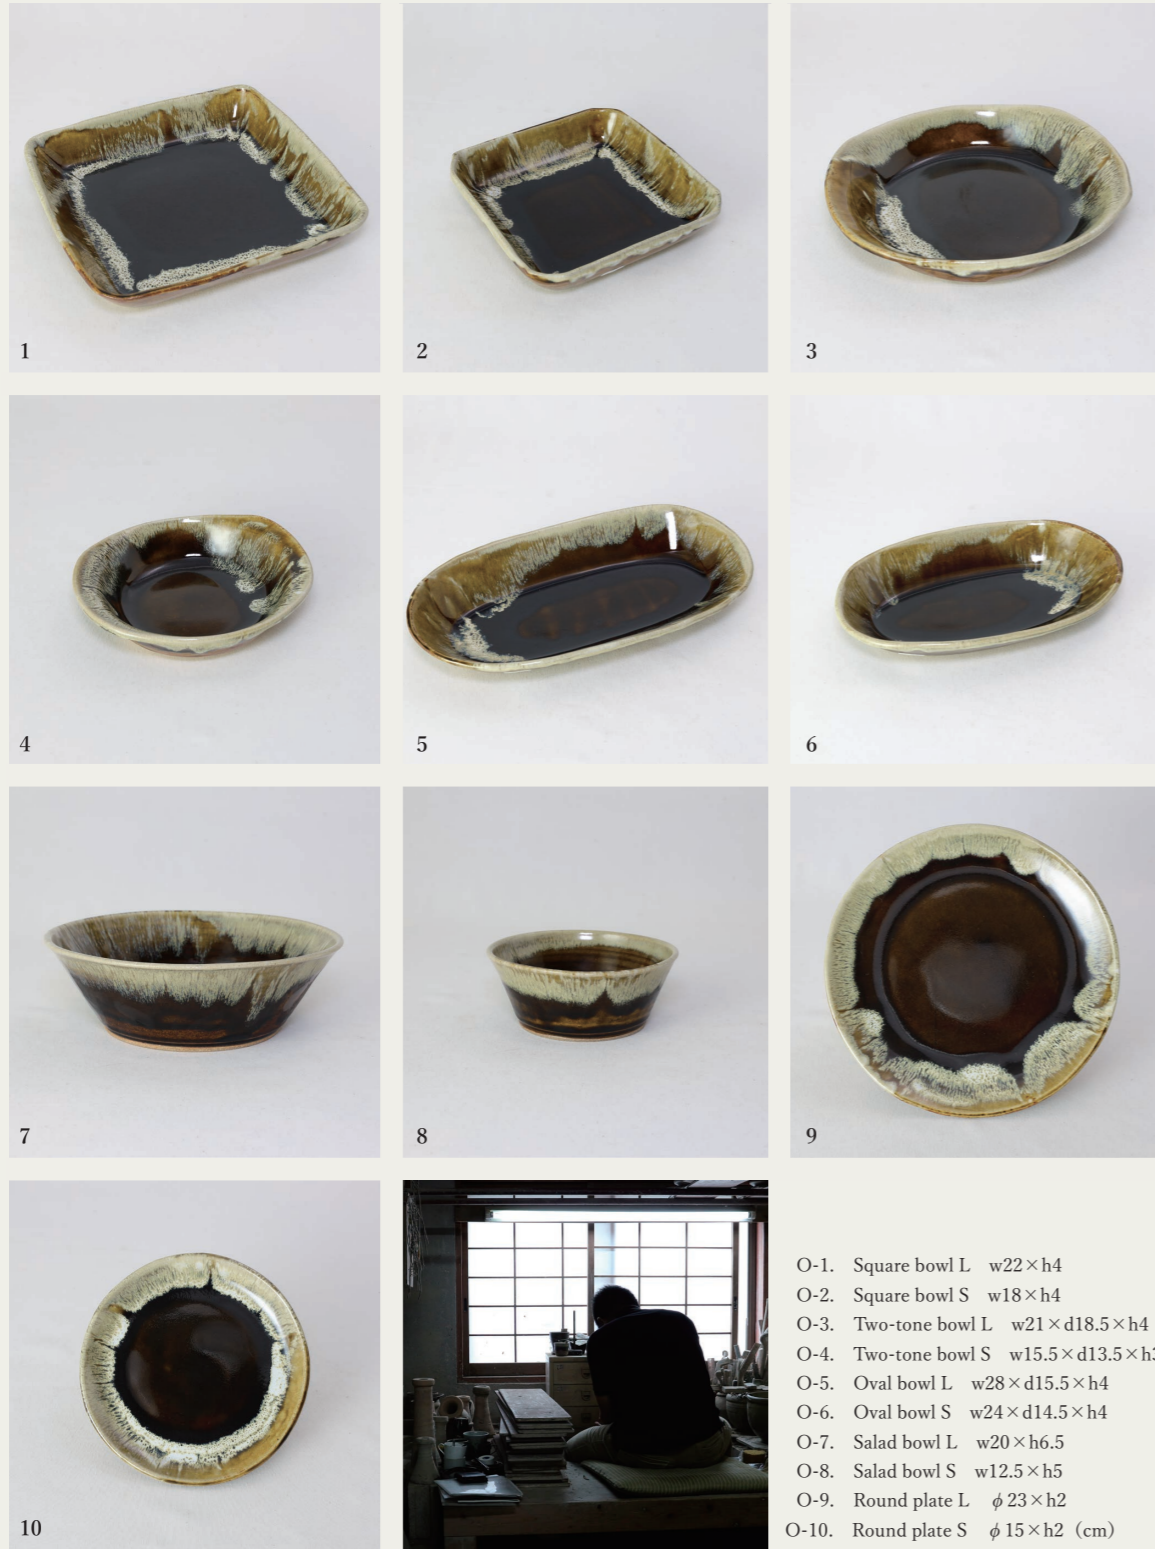 1
2
3
4
5
6
7
8
9
10
O-1. Square bowl L w22×h4
O-2. Square bowl S w18×h4
O-3. Two-tone bowl L w21×d18.5×h4
O-4. Two-tone bowl S w15.5×d13.5×h3
O-5. Oval bowl L w28×d15.5×h4
O-6. Oval bowl S w24×d14.5×h4
O-7. Salad bowl L w20×h6.5
O-8. Salad bowl S w12.5×h5
O-9. Round plate L φ23×h2
O-10. Round plate S φ15×h2 (cm)